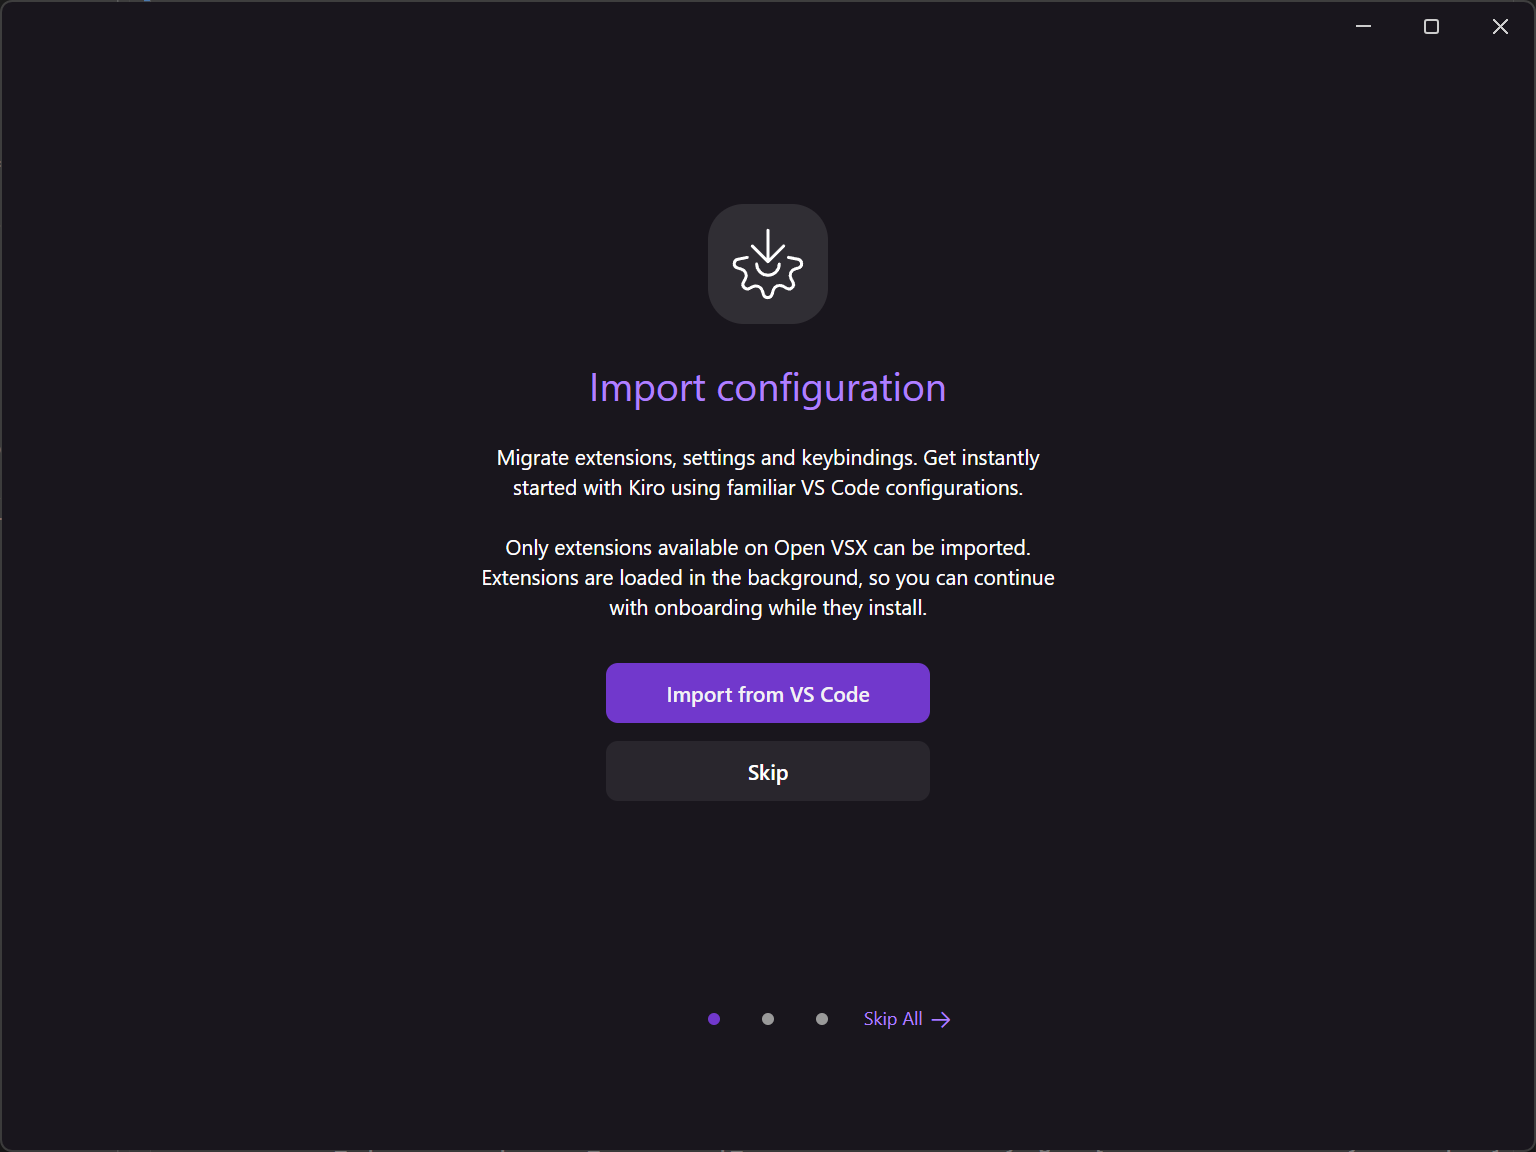 Import configuration
Migrate extensions, settings and keybindings. Get instantly
started with Kiro using familiar VS Code configurations.
Only extensions available on Open VSX can be imported.
Extensions are loaded in the background, so you can continue
with onboarding while they install.
Import from VS Code
Skip
Skip All